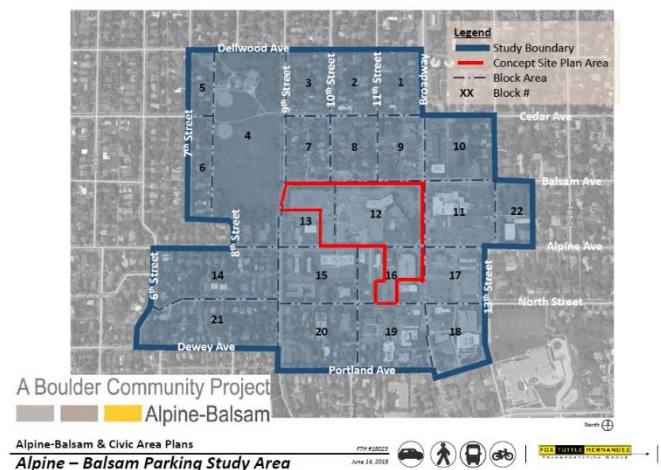 Legend
Study Boundary
Concept Site Plan Area
Block Area
XX Block #
Dellwood Ave
7th Street
9th Street
10th Street
11th Street
Broadway
5
4
3
2
1
Cedar Ave
6
7
8
9
10
Balsam Ave
13
12
11
22
8th Street
Alpine Ave
6th Street
14
15
16
17
13th Street
North Street
21
20
19
18
Dewey Ave
Portland Ave
A Boulder Community Project
Alpine-Balsam
North
Alpine-Balsam & Civic Area Plans
Alpine – Balsam Parking Study Area
FTH #18023
June 14, 2018
FOX TUTTLE HERNANDEZ
TRANSPORTATION GROUP